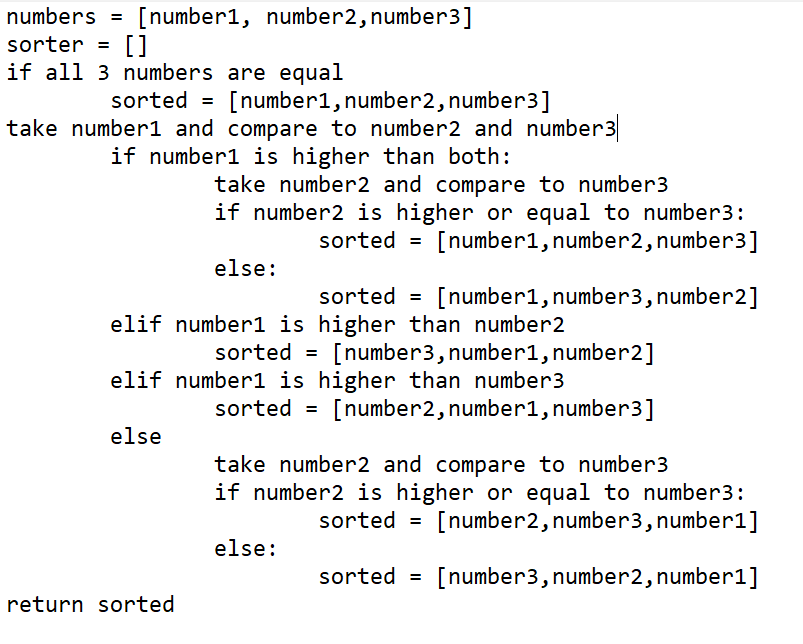 numbers = [number1, number2,number3]
sorter = []
if all 3 numbers are equal
	sorted = [number1,number2,number3]
take number1 and compare to number2 and number3
	if number1 is higher than both:
		take number2 and compare to number3
		if number2 is higher or equal to number3:
			sorted = [number1,number2,number3]
		else:
			sorted = [number1,number3,number2]
	elif number1 is higher than number2
		sorted = [number3,number1,number2]
	elif number1 is higher than number3
		sorted = [number2,number1,number3]
	else
		take number2 and compare to number3
		if number2 is higher or equal to number3:
			sorted = [number2,number3,number1]
		else:
			sorted = [number3,number2,number1]
return sorted